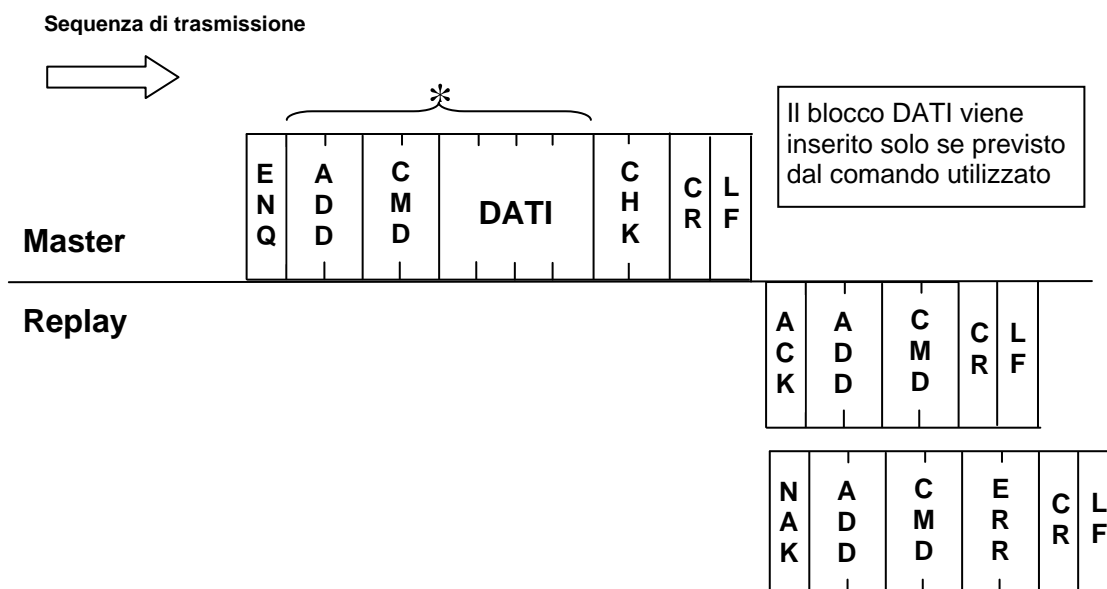 Sequenza di trasmissione
*
Il blocco DATI viene
inserito solo se previsto
dal comando utilizzato
Master
ENQ ADD CMD DATI CHK CR LF
Replay
ACK ADD CMD CR LF
NAK ADD CMD ERR CR LF